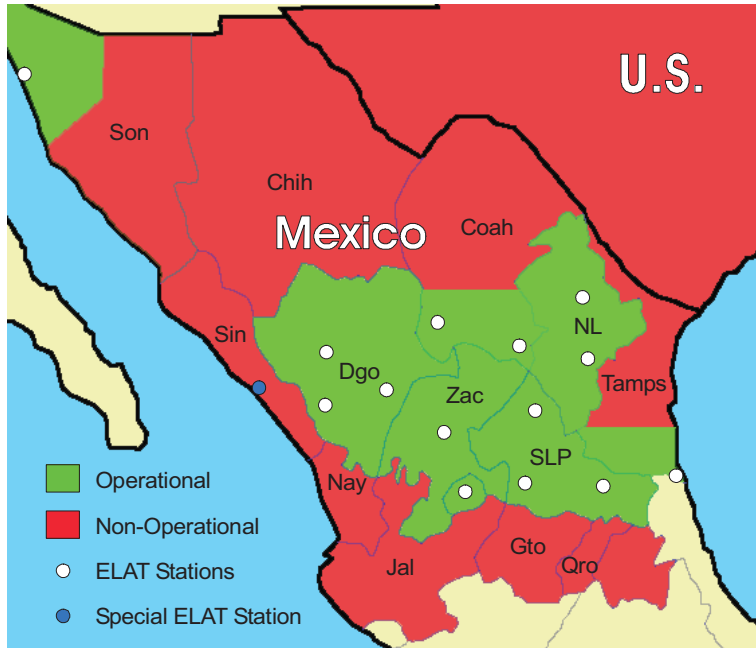 U.S.
Son
Chih
Mexico
Coah
Sin
NL
Dgo
Tamps
Zac
SLP
Nay
Jal
Gto
Qro
Operational
Non-Operational
ELAT Stations
Special ELAT Station